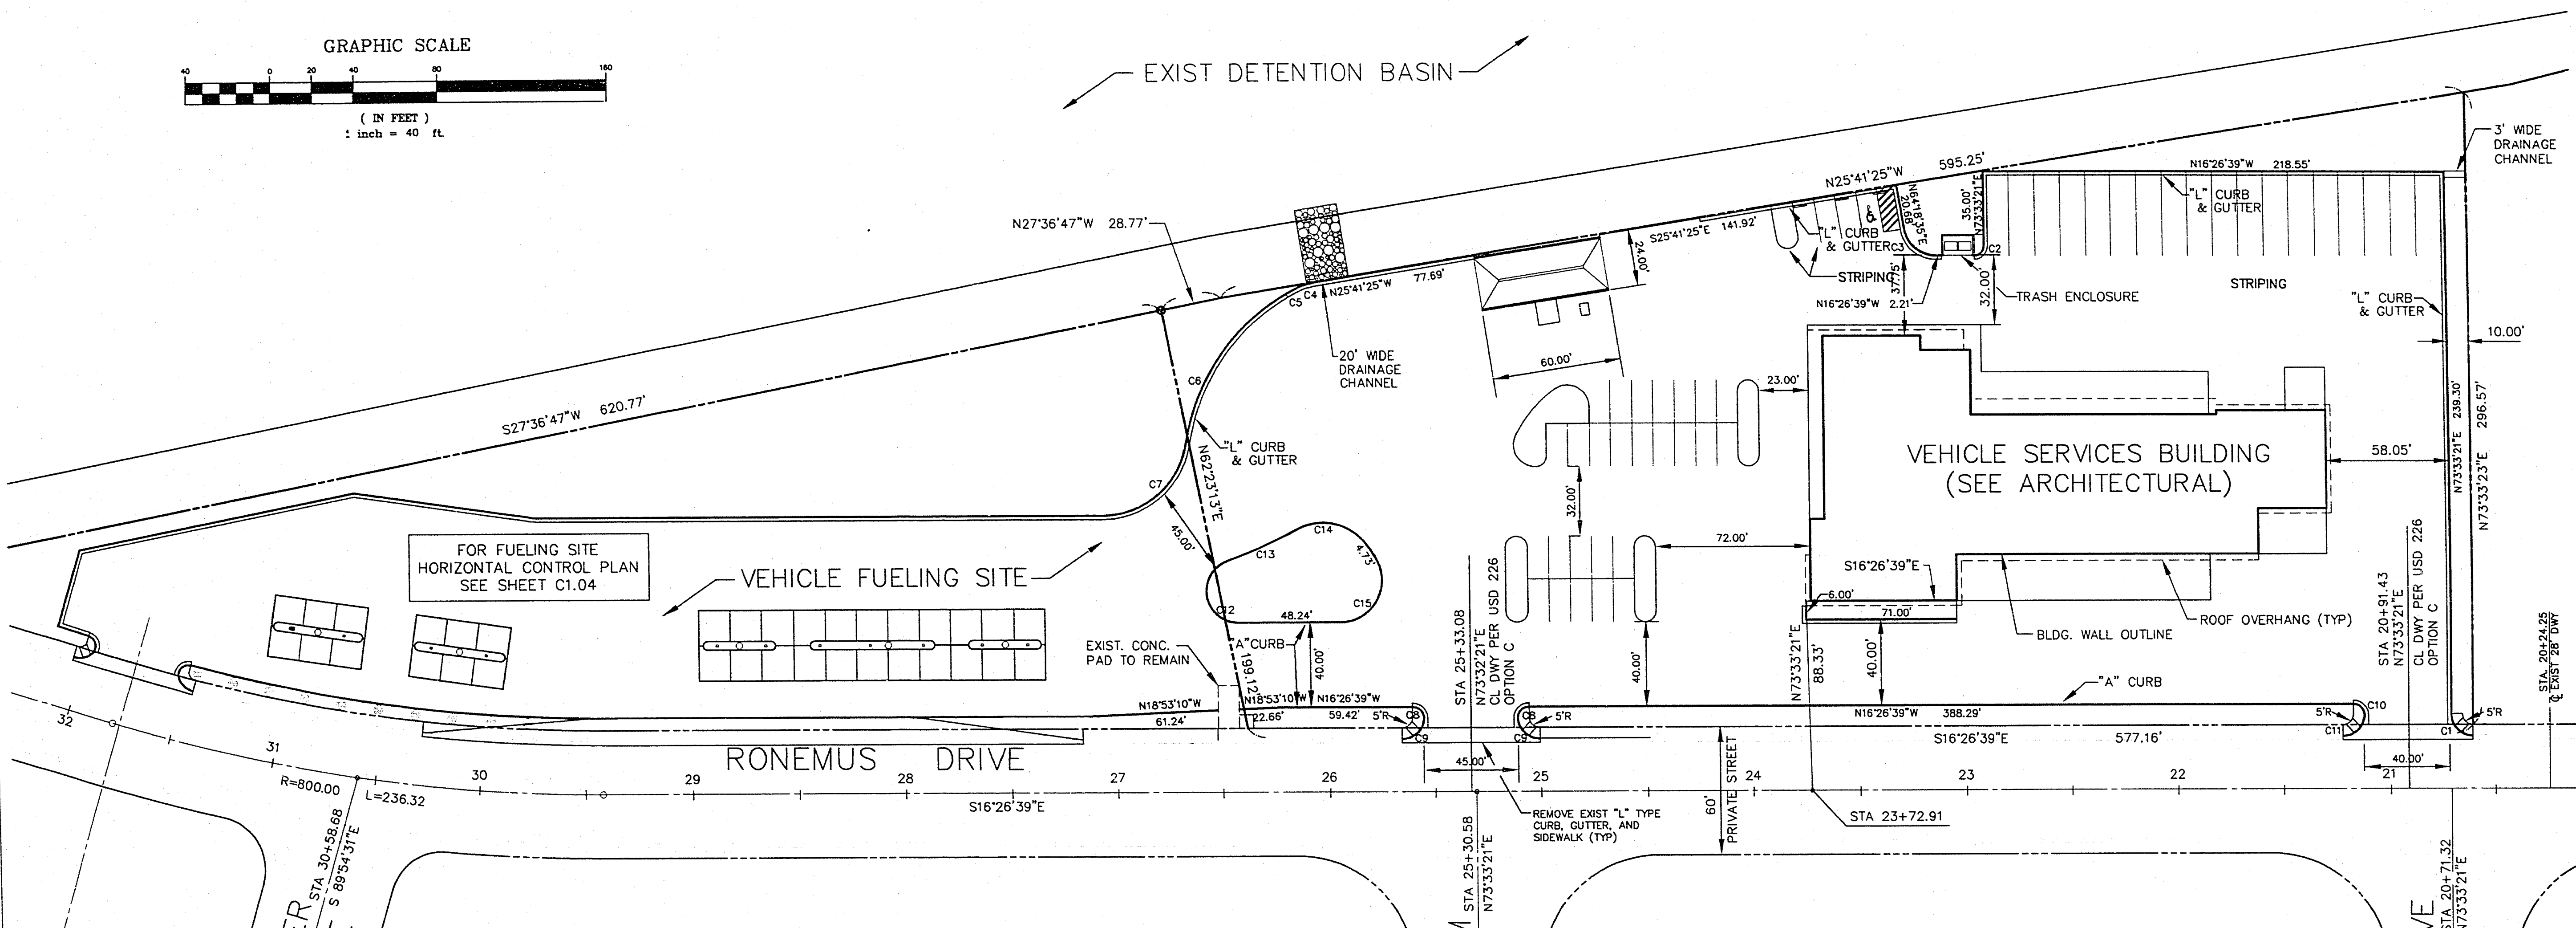 GRAPHIC SCALE
40 0 20 40 80 160
( IN FEET )
1 inch = 40 ft.
EXIST DETENTION BASIN
3' WIDE
DRAINAGE
CHANNEL
N16°26'39"W 218.55'
"L" CURB
& GUTTER
N25°41'25"W 595.25'
N64°18'35"E
20.68'
35.00'
N73°33'21"E
N27°36'47"W 28.77'
S25°41'25"E 141.92'
"L" CURB
& GUTTER
C3
C2
24.00'
STRIPING
37.75'
32.00'
N16°26'39"W 2.21'
TRASH ENCLOSURE
STRIPING
"L" CURB
& GUTTER
10.00'
C5
C4
N25°41'25"W 77.69'
20' WIDE
DRAINAGE
CHANNEL
60.00'
C6
23.00'
S27°36'47"W 620.77'
"L" CURB
& GUTTER
N62°23'13"E
199.12'
C7
45.00'
32.00'
VEHICLE SERVICES BUILDING
(SEE ARCHITECTURAL)
58.05'
N73°33'21"E 239.30'
N73°33'23"E 296.57'
FOR FUELING SITE
HORIZONTAL CONTROL PLAN
SEE SHEET C1.04
VEHICLE FUELING SITE
C13
C14
4.73'
C12
C15
48.24'
72.00'
S16°26'39"E
6.00'
71.00'
BLDG. WALL OUTLINE
ROOF OVERHANG (TYP)
EXIST. CONC.
PAD TO REMAIN
"A" CURB
40.00'
STA 25+33.08
N73°32'21"E
CL DWY PER USD 226
OPTION C
40.00'
N73°33'21"E
88.33'
40.00'
"A" CURB
STA 20+91.43
N73°33'21"E
CL DWY PER USD 226
OPTION C
STA. 20+24.25
℄ EXIST 28' DWY
N18°53'10"W
61.24'
N18°53'10"W
22.66'
N16°26'39"W
59.42'
5'R
C8
C9
C8
5'R
C9
N16°26'39"W 388.29'
5'R
C10
C11
C1
5'R
S16°26'39"E 577.16'
40.00'
RONEMUS DRIVE
45.00'
60'
PRIVATE STREET
32 31 30 29 28 27 26 25 24 23 22 21
R=800.00
L=236.32
S16°26'39"E
REMOVE EXIST "L" TYPE
CURB, GUTTER, AND
SIDEWALK (TYP)
STA 23+72.91
STA 30+58.68
S 89°54'31"E
STA 25+30.58
N73°33'21"E
STA 20+71.32
N73°33'21"E